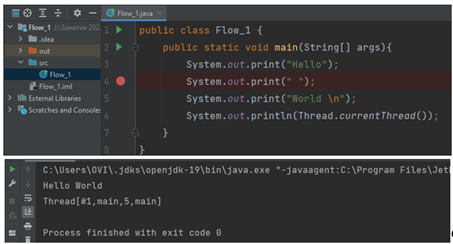 Flow_1.java
Flow_1 D:\Занятия 2022
.idea
out
src
Flow_1
Flow_1.iml
External Libraries
Scratches and Consoles
1 public class Flow_1 {
2 public static void main(String[] args){
3 System.out.print("Hello");
4 System.out.print(" ");
5 System.out.print("World \n");
6 System.out.println(Thread.currentThread());
7 }
8 }
C:\Users\OVI\.jdks\openjdk-19\bin\java.exe "-javaagent:C:\Program Files\Jet
Hello World
Thread[#1,main,5,main]
Process finished with exit code 0